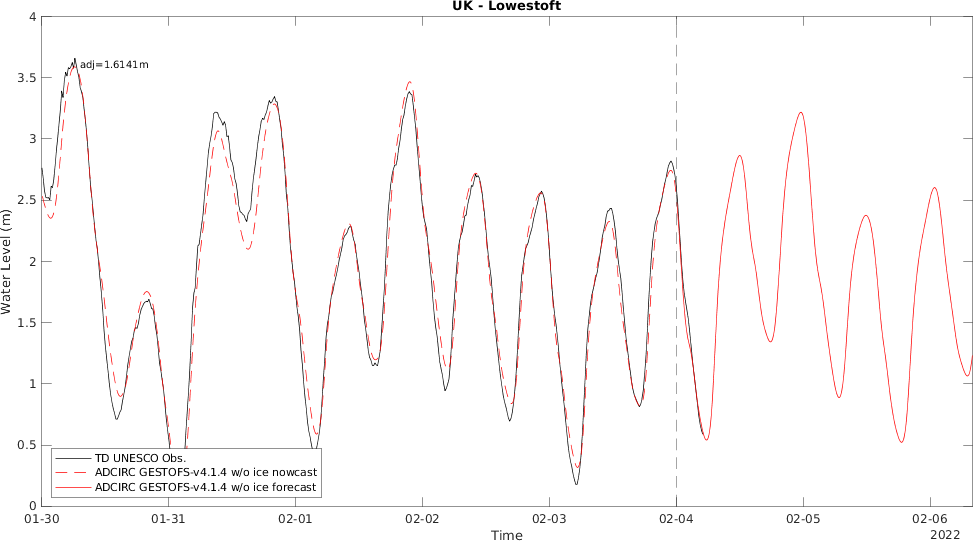 UK - Lowestoft
adj=1.6141m
Water Level (m)
4
3.5
3
2.5
2
1.5
1
0.5
0
TD UNESCO Obs.
ADCIRC GESTOFS-v4.1.4 w/o ice nowcast
ADCIRC GESTOFS-v4.1.4 w/o ice forecast
01-30 01-31 02-01 02-02 02-03 02-04 02-05 02-06
Time
2022